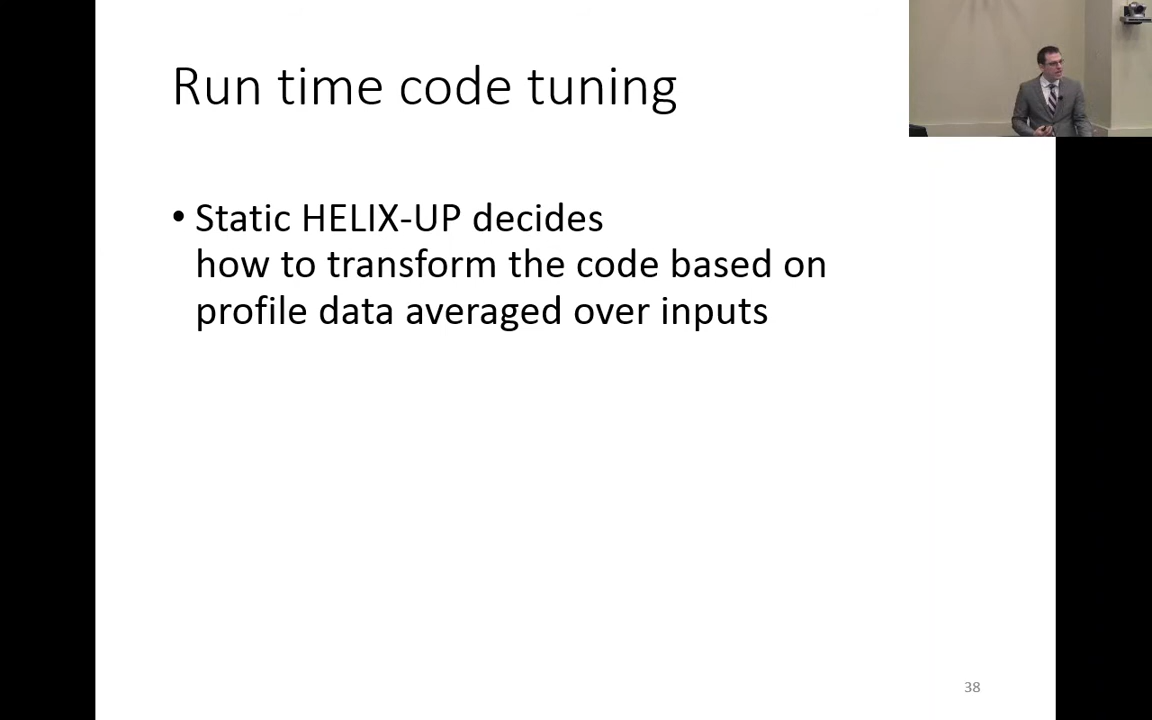 Run time code tuning
• Static HELIX-UP decides
how to transform the code based on
profile data averaged over inputs
38